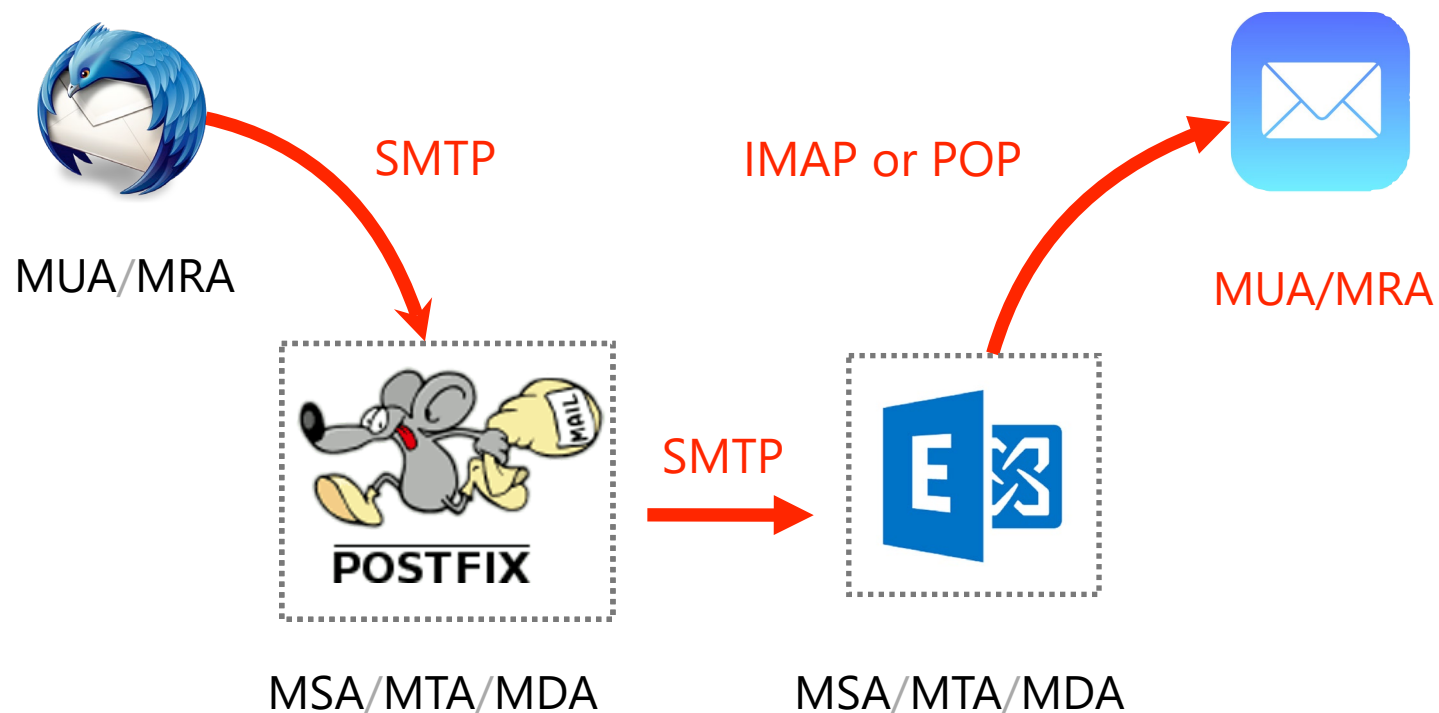 SMTP
IMAP or POP
MUA/MRA
MUA/MRA
MAIL
SMTP
E
POSTFIX
MSA/MTA/MDA
MSA/MTA/MDA